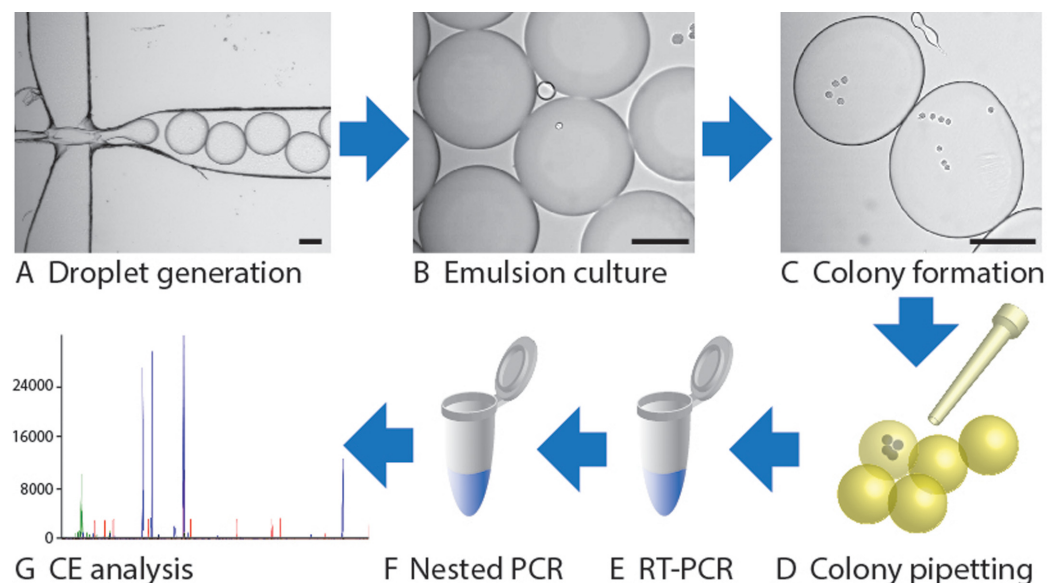 A Droplet generation
B Emulsion culture
C Colony formation
24000
16000
8000
0
G CE analysis
F Nested PCR
E RT-PCR
D Colony pipetting